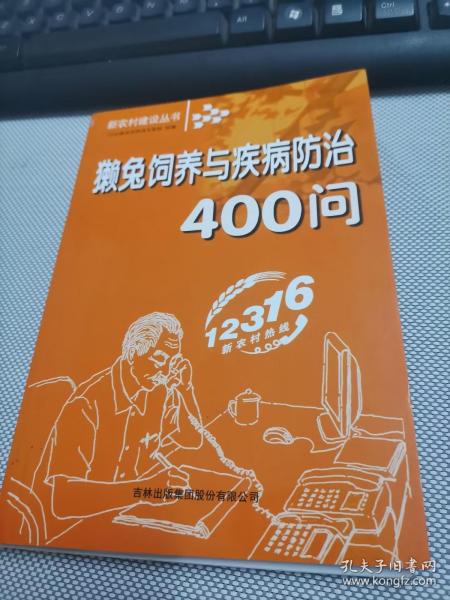 新农村建设丛书
獭兔饲养与疾病防治
400问
12316
新农村热线
吉林出版集团股份有限公司
孔夫子旧书网
www.kongfz.com